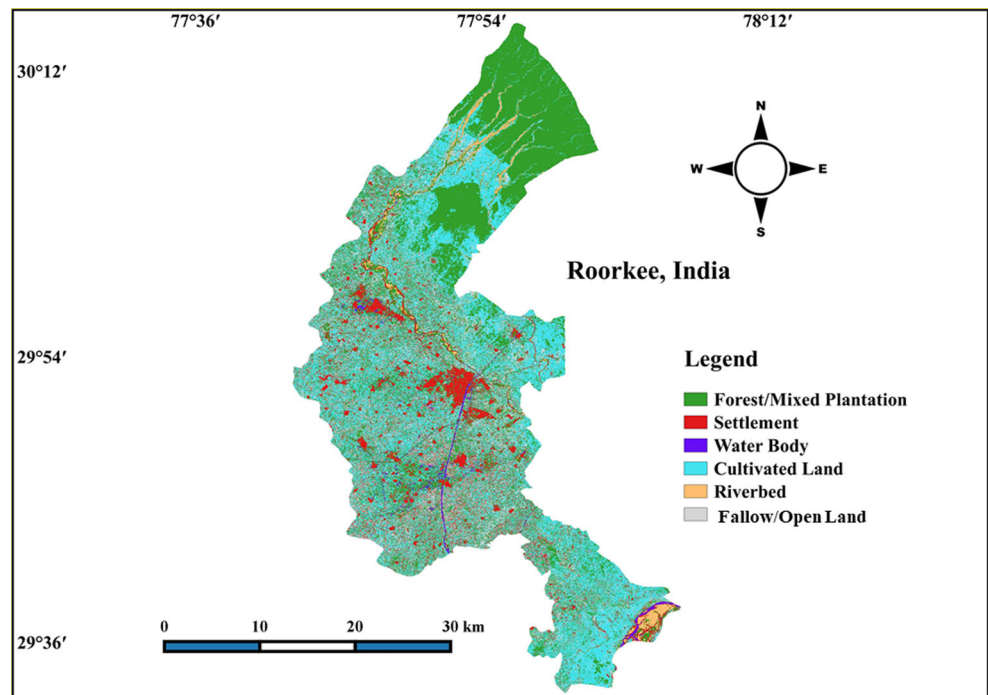 77°36′ 77°54′ 78°12′
30°12′
N
W E
S
Roorkee, India
29°54′
Legend
Forest/Mixed Plantation
Settlement
Water Body
Cultivated Land
Riverbed
Fallow/Open Land
0 10 20 30 km
29°36′